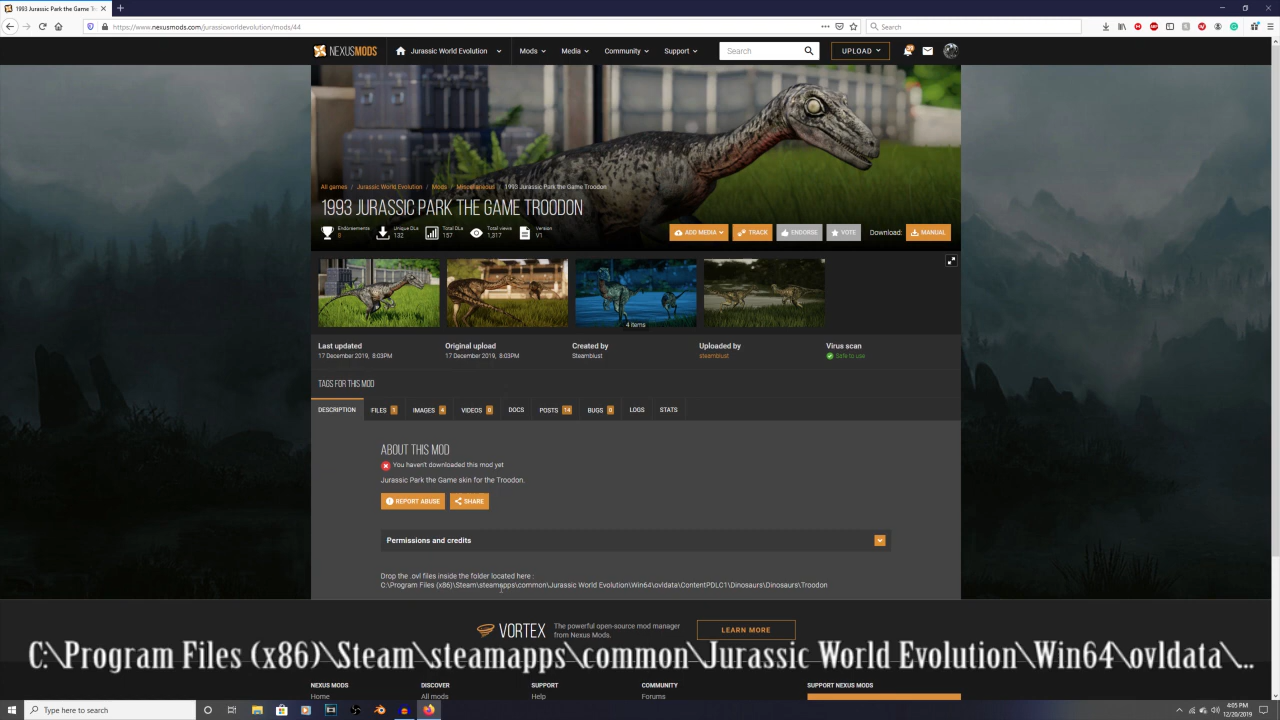 1993 Jurassic Park The Game Tr
https://www.nexusmods.com/jurassicworldevolution/mods/44
Search
NEXUSMODS
Jurassic World Evolution
Mods
Media
Community
Support
Search
UPLOAD
All games / Jurassic World Evolution / Mods / Miscellaneous / 1993 Jurassic Park the Game Troodon
1993 JURASSIC PARK THE GAME TROODON
Endorsements
8
Unique DLs
132
Total DLs
157
Total views
1,317
Version
V1
ADD MEDIA
TRACK
ENDORSE
VOTE
Download:
MANUAL
4 items
Last updated
17 December 2019, 8:03PM
Original upload
17 December 2019, 8:03PM
Created by
Steamblust
Uploaded by
steamblust
Virus scan
Safe to use
TAGS FOR THIS MOD
DESCRIPTION
FILES 1
IMAGES 4
VIDEOS 0
DOCS
POSTS 14
BUGS 0
LOGS
STATS
ABOUT THIS MOD
You haven't downloaded this mod yet
Jurassic Park the Game skin for the Troodon.
REPORT ABUSE
SHARE
Permissions and credits
Drop the .ovl files inside the folder located here :
C:\Program Files (x86)\Steam\steamapps\common\Jurassic World Evolution\Win64\ovldata\ContentPDLC1\Dinosaurs\Dinosaurs\Troodon
VORTEX
The powerful open-source mod manager
from Nexus Mods.
LEARN MORE
C:\Program Files (x86)\Steam\steamapps\common\Jurassic World Evolution\Win64\ovldata\...
NEXUS MODS
Home
DISCOVER
All mods
SUPPORT
Help
COMMUNITY
Forums
SUPPORT NEXUS MODS
Type here to search
4:05 PM
12/20/2019